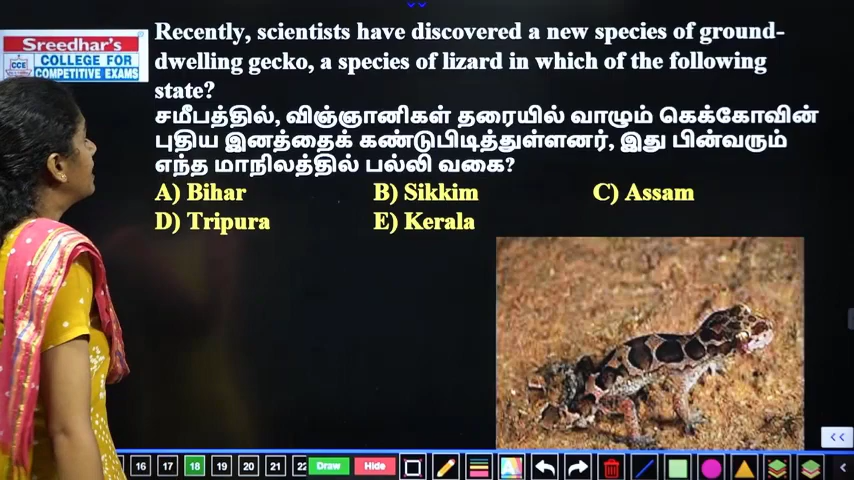 Sreedhar's
CCE
COLLEGE FOR
COMPETITIVE EXAMS
Recently, scientists have discovered a new species of ground-
dwelling gecko, a species of lizard in which of the following
state?
சமீபத்தில், விஞ்ஞானிகள் தரையில் வாழும் கெக்கோவின்
புதிய இனத்தைக் கண்டுபிடித்துள்ளனர், இது பின்வரும்
எந்த மாநிலத்தில் பல்லி வகை?
A) Bihar B) Sikkim C) Assam
D) Tripura E) Kerala
16 17 18 19 20 21 22 Draw Hide